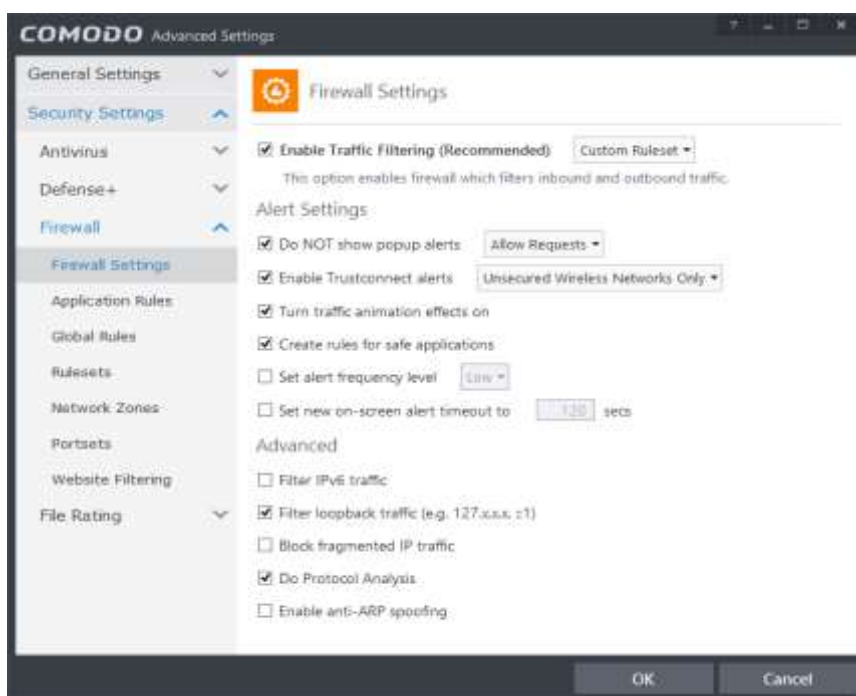 COMODO Advanced Settings
General Settings
Security Settings
Antivirus
Defense+
Firewall
Firewall Settings
Application Rules
Global Rules
Rulesets
Network Zones
Portsets
Website Filtering
File Rating
Firewall Settings
Enable Traffic Filtering (Recommended) Custom Ruleset
This option enables firewall which filters inbound and outbound traffic.
Alert Settings
Do NOT show popup alerts Allow Requests
Enable Trustconnect alerts Unsecured Wireless Networks Only
Turn traffic animation effects on
Create rules for safe applications
Set alert frequency level Low
Set new on-screen alert timeout to 120 secs
Advanced
Filter IPv6 traffic
Filter loopback traffic (e.g. 127.x.x.x, ::1)
Block fragmented IP traffic
Do Protocol Analysis
Enable anti-ARP spoofing
OK Cancel